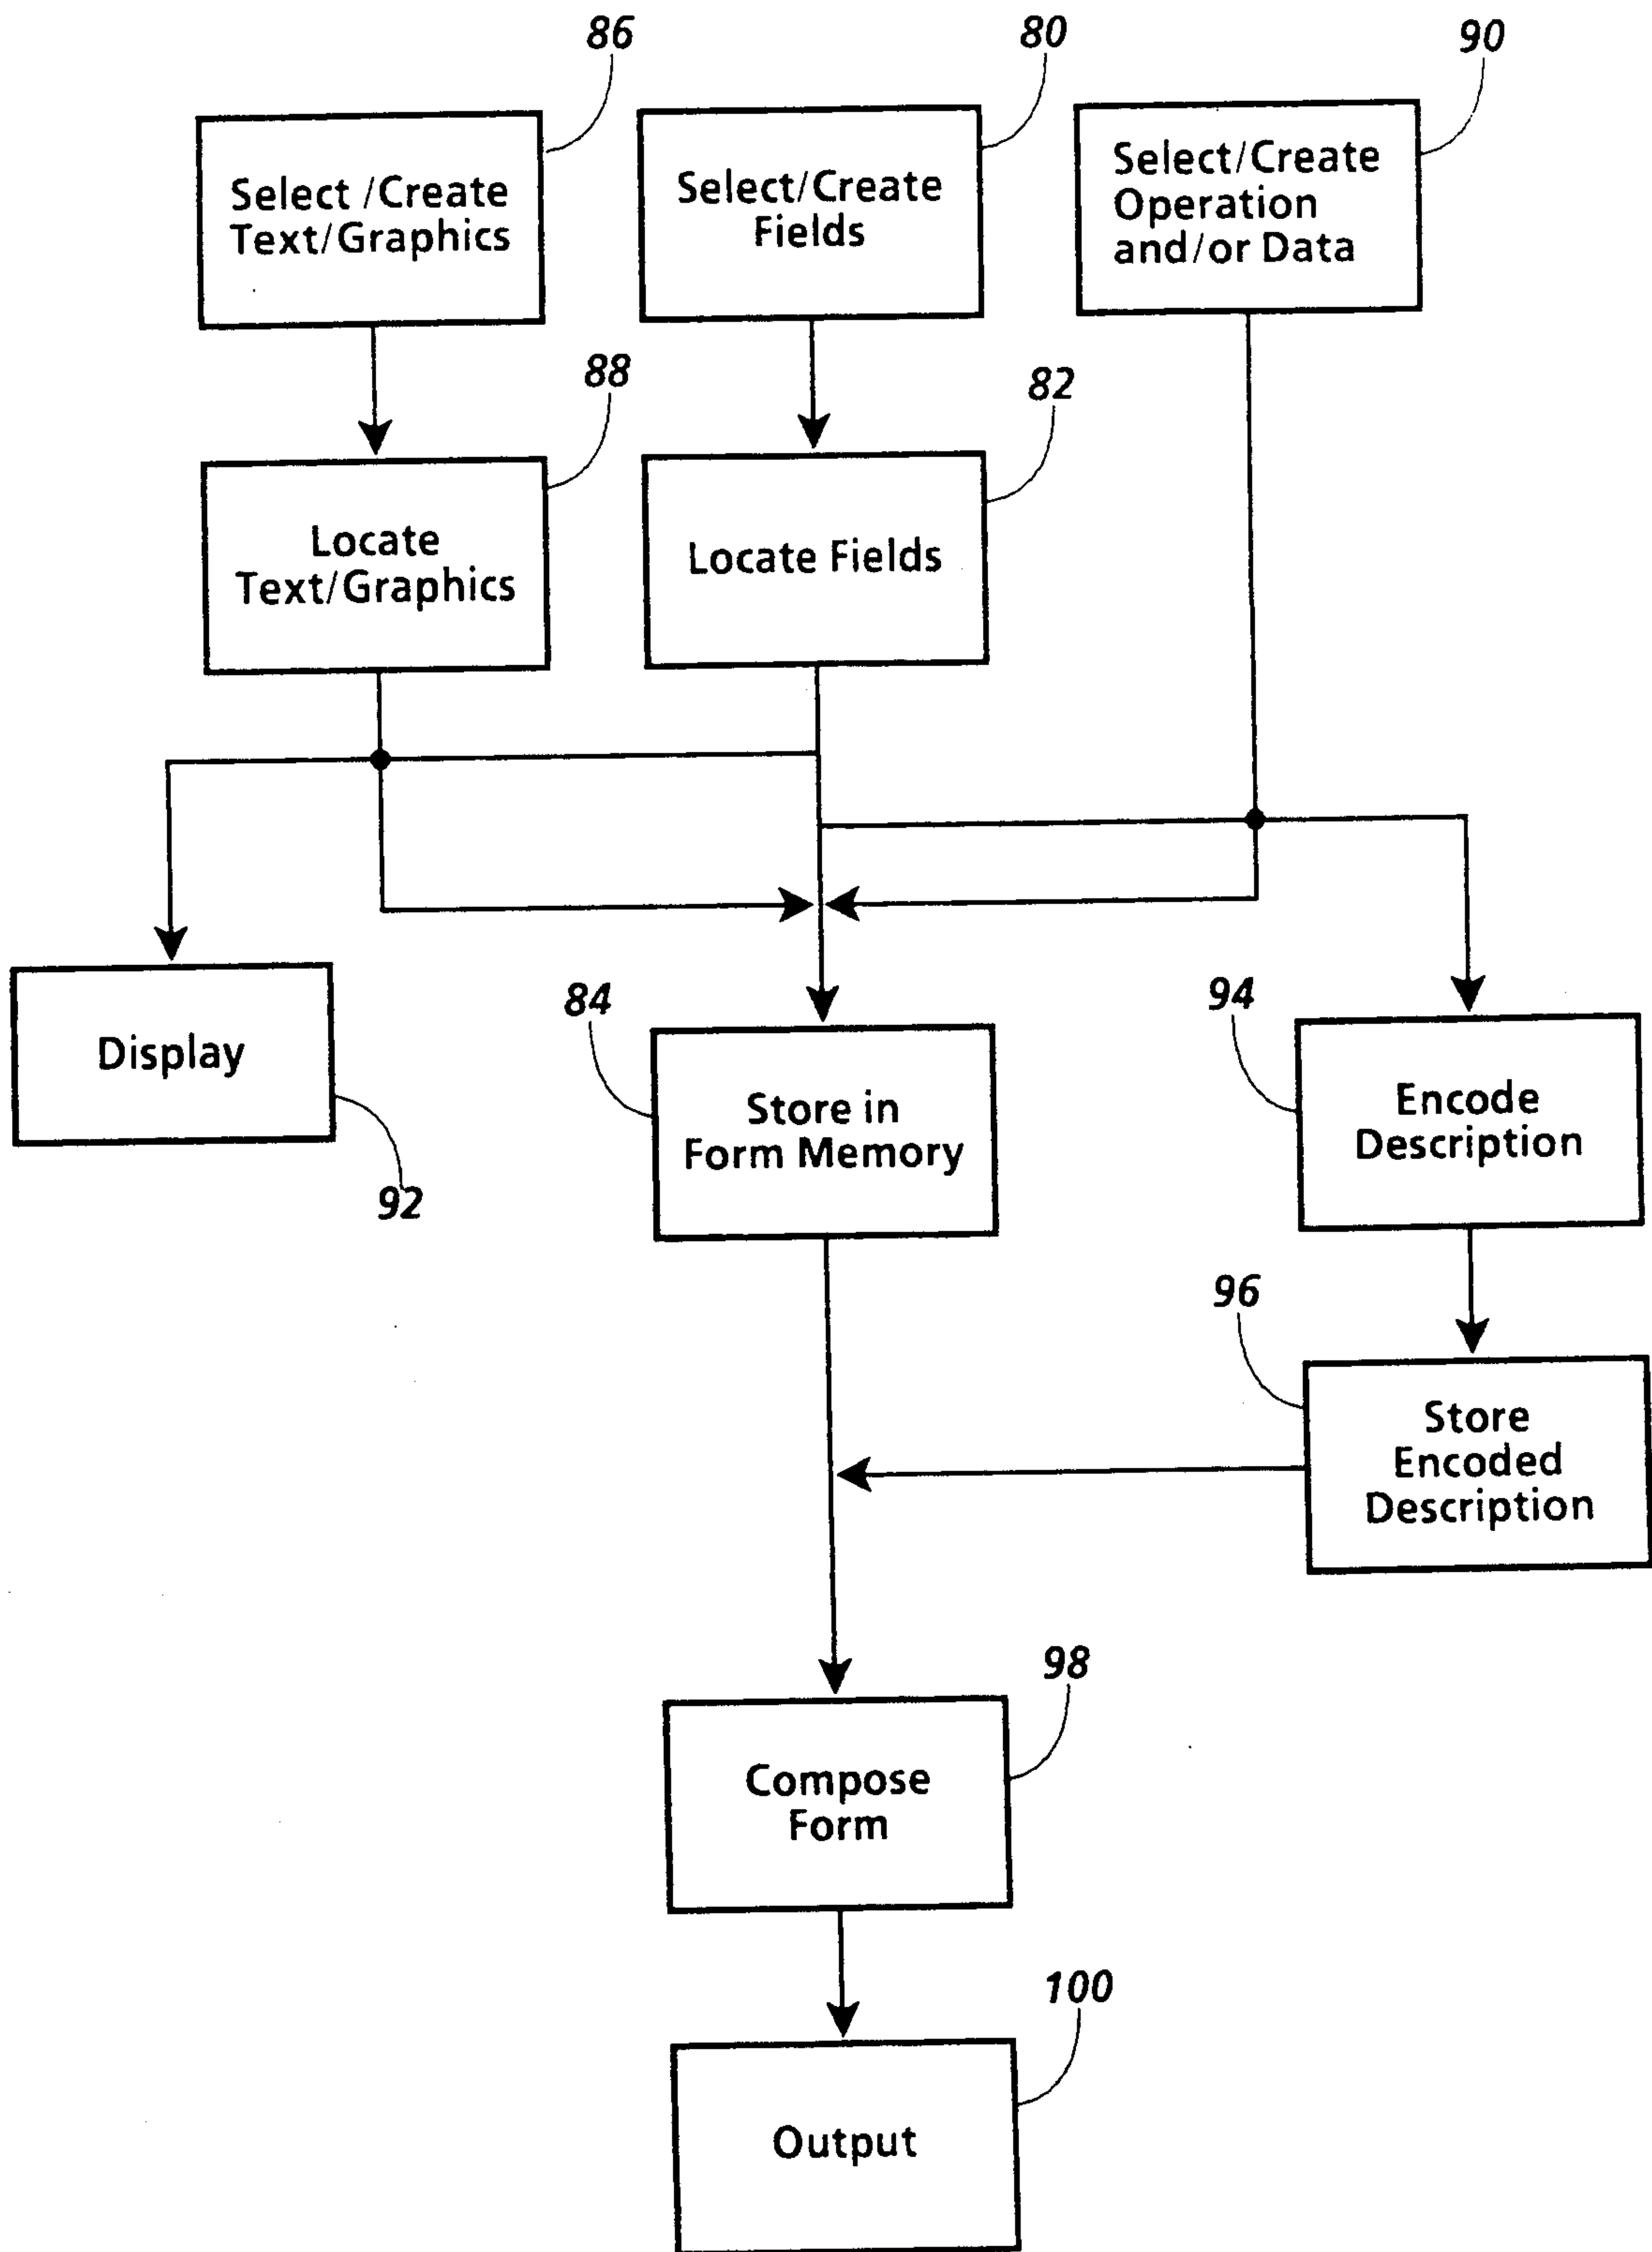 86
80
90
Select /Create
Text/Graphics
Select/Create
Fields
Select/Create
Operation
and/or Data
88
82
Locate
Text/Graphics
Locate Fields
Display
92
84
Store in
Form Memory
94
Encode
Description
96
Store
Encoded
Description
98
Compose
Form
100
Output